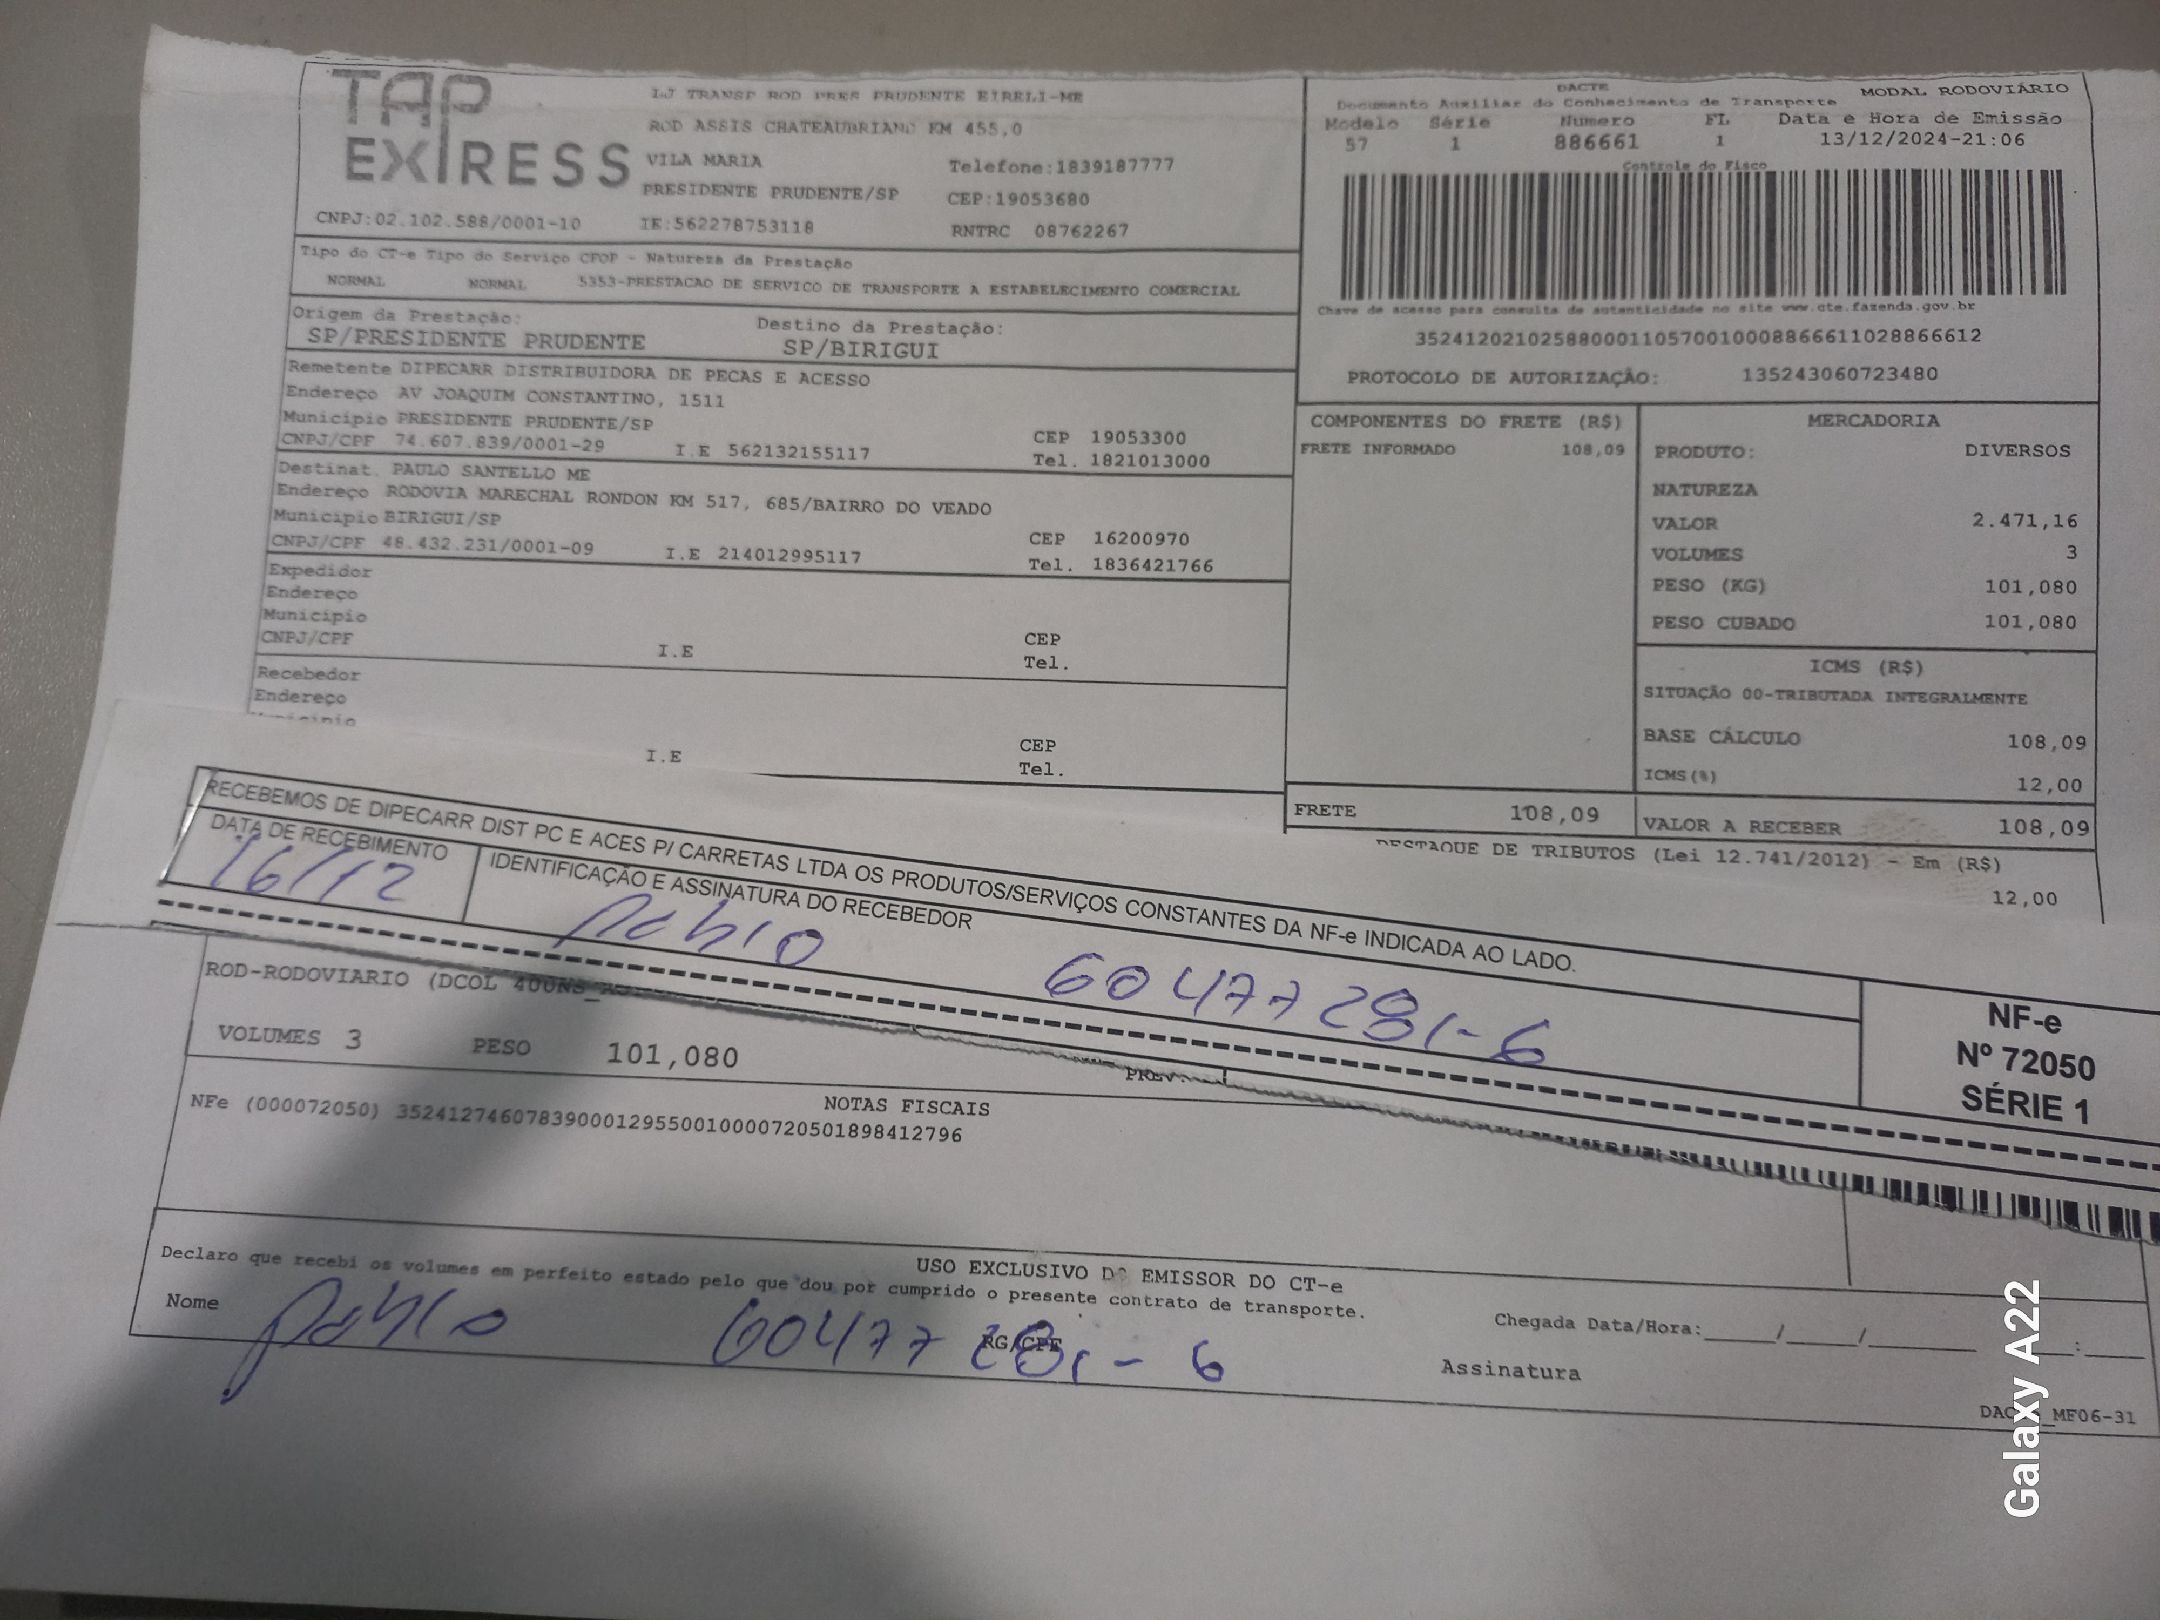 TAP
EXPRESS
LJ TRANSP ROD PRES PRUDENTE EIRELI-ME
ROD ASSIS CHATEAUBRIAND KM 455,0
VILA MARIA Telefone:1839187777
PRESIDENTE PRUDENTE/SP CEP:19053680
CNPJ:02.102.588/0001-10 IE:562278753118 RNTRC 08762267
DACTE MODAL RODOVIÁRIO
Documento Auxiliar do Conhecimento de Transporte
Modelo Série Numero FL Data e Hora de Emissão
57 1 886661 1 13/12/2024-21:06
Controle do Fisco
Chave de acesso para consulta de autenticidade no site www.cte.fazenda.gov.br
35241202102588000110570010008866611028866612
PROTOCOLO DE AUTORIZAÇÃO: 135243060723480
Tipo do CT-e Tipo do Serviço CFOP - Natureza da Prestação
NORMAL NORMAL 5353-PRESTACAO DE SERVICO DE TRANSPORTE A ESTABELECIMENTO COMERCIAL
Origem da Prestação: Destino da Prestação:
SP/PRESIDENTE PRUDENTE SP/BIRIGUI
Remetente DIPECARR DISTRIBUIDORA DE PECAS E ACESSO
Endereço AV JOAQUIM CONSTANTINO, 1511
Município PRESIDENTE PRUDENTE/SP CEP 19053300
CNPJ/CPF 74.607.839/0001-29 I.E 562132155117 Tel. 1821013000
Destinat. PAULO SANTELLO ME
Endereço RODOVIA MARECHAL RONDON KM 517, 685/BAIRRO DO VEADO
Município BIRIGUI/SP CEP 16200970
CNPJ/CPF 48.432.231/0001-09 I.E 214012995117 Tel. 1836421766
Expedidor
Endereço
Município CEP
CNPJ/CPF I.E Tel.
Recebedor
Endereço
Município CEP
I.E Tel.
COMPONENTES DO FRETE (R$)
FRETE INFORMADO 108,09
FRETE 108,09
MERCADORIA
PRODUTO: DIVERSOS
NATUREZA
VALOR 2.471,16
VOLUMES 3
PESO (KG) 101,080
PESO CUBADO 101,080
ICMS (R$)
SITUAÇÃO 00-TRIBUTADA INTEGRALMENTE
BASE CÁLCULO 108,09
ICMS(%) 12,00
VALOR A RECEBER 108,09
DESTAQUE DE TRIBUTOS (Lei 12.741/2012) - Em (R$)
12,00
RECEBEMOS DE DIPECARR DIST PC E ACES P/ CARRETAS LTDA OS PRODUTOS/SERVIÇOS CONSTANTES DA NF-e INDICADA AO LADO.
DATA DE RECEBIMENTO IDENTIFICAÇÃO E ASSINATURA DO RECEBEDOR
16/12 Pablo 60477281-6
NF-e
Nº 72050
SÉRIE 1
ROD-RODOVIARIO (DCOL 400NS_
VOLUMES 3 PESO 101,080 PREV.
NOTAS FISCAIS
NFe (000072050) 35241274607839000129550010000720501898412796
USO EXCLUSIVO DO EMISSOR DO CT-e
Declaro que recebi os volumes em perfeito estado pelo que dou por cumprido o presente contrato de transporte.
Nome Pablo RG/CPF 60477281-6
Chegada Data/Hora:_____/_____/________ ____:_____
Assinatura
_MF06-31
Galaxy A22